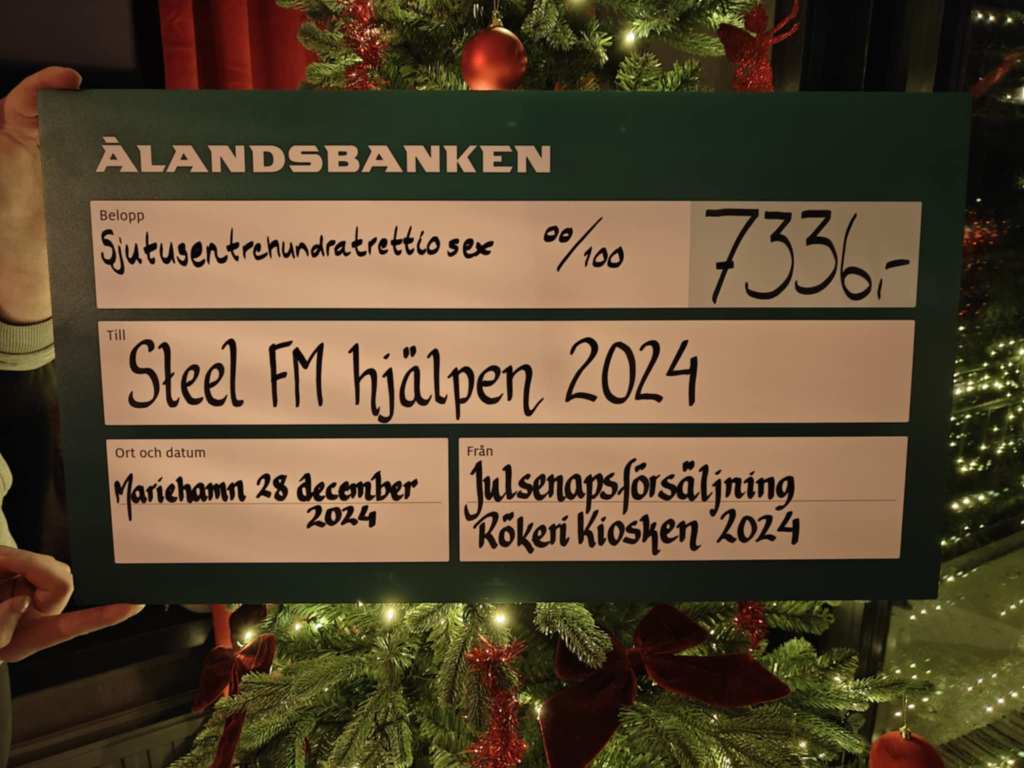 ÅLANDSBANKEN
Belopp
Sjutusentrehundratrettiosex 00/100 7336,-
Till
Steel FM hjälpen 2024
Ort och datum
Mariehamn 28 december
2024
Från
Julsenapsförsäljning
Rökeri Kiosken 2024